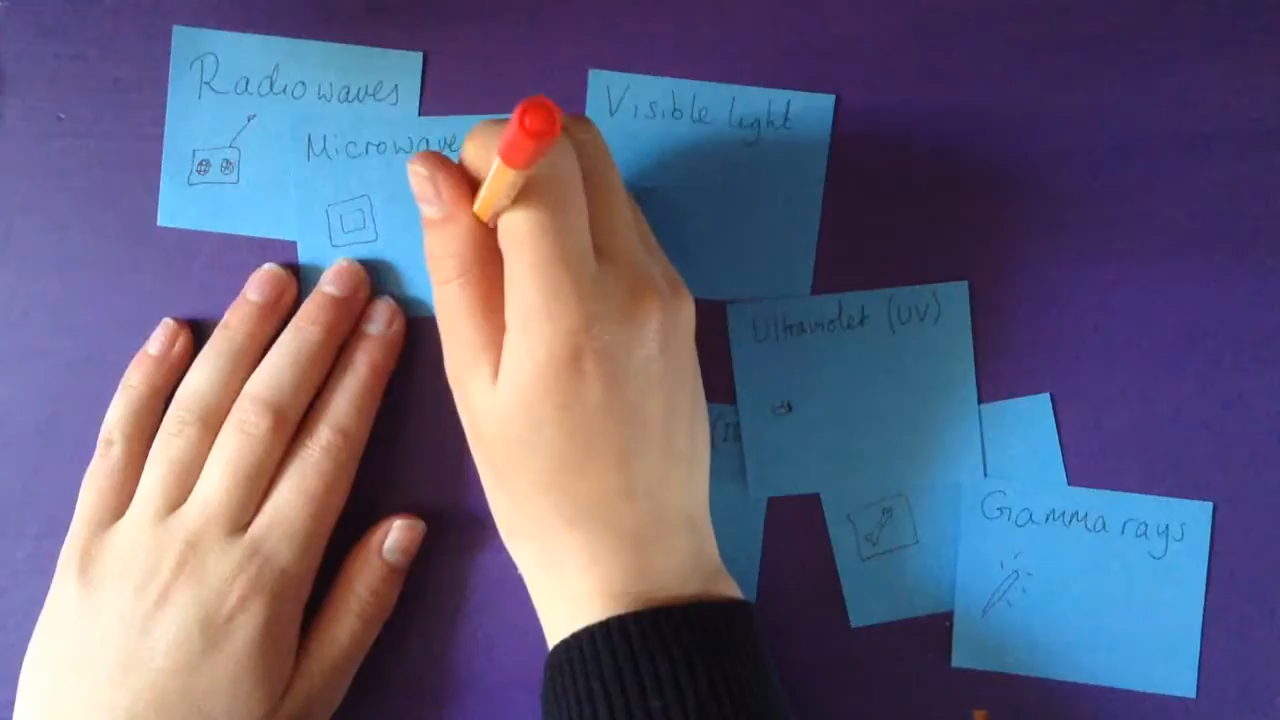 Radiowaves
Microwave
Visible light
Ultraviolet (UV)
Gamma rays